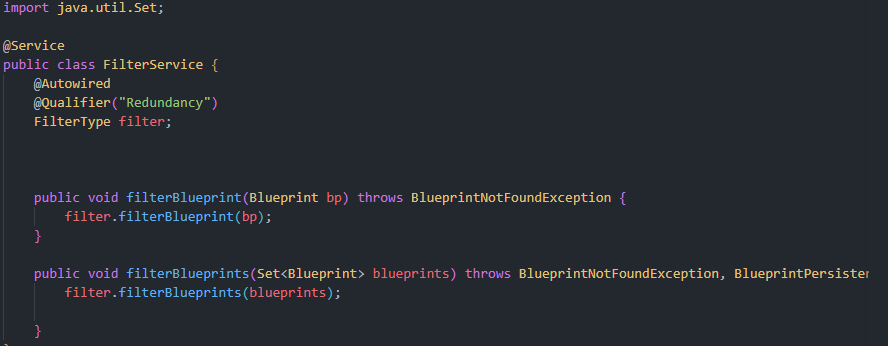 import java.util.Set;
@Service
public class FilterService {
@Autowired
@Qualifier("Redundancy")
FilterType filter;
public void filterBlueprint(Blueprint bp) throws BlueprintNotFoundException {
filter.filterBlueprint(bp);
}
public void filterBlueprints(Set<Blueprint> blueprints) throws BlueprintNotFoundException, BlueprintPersister
filter.filterBlueprints(blueprints);
}